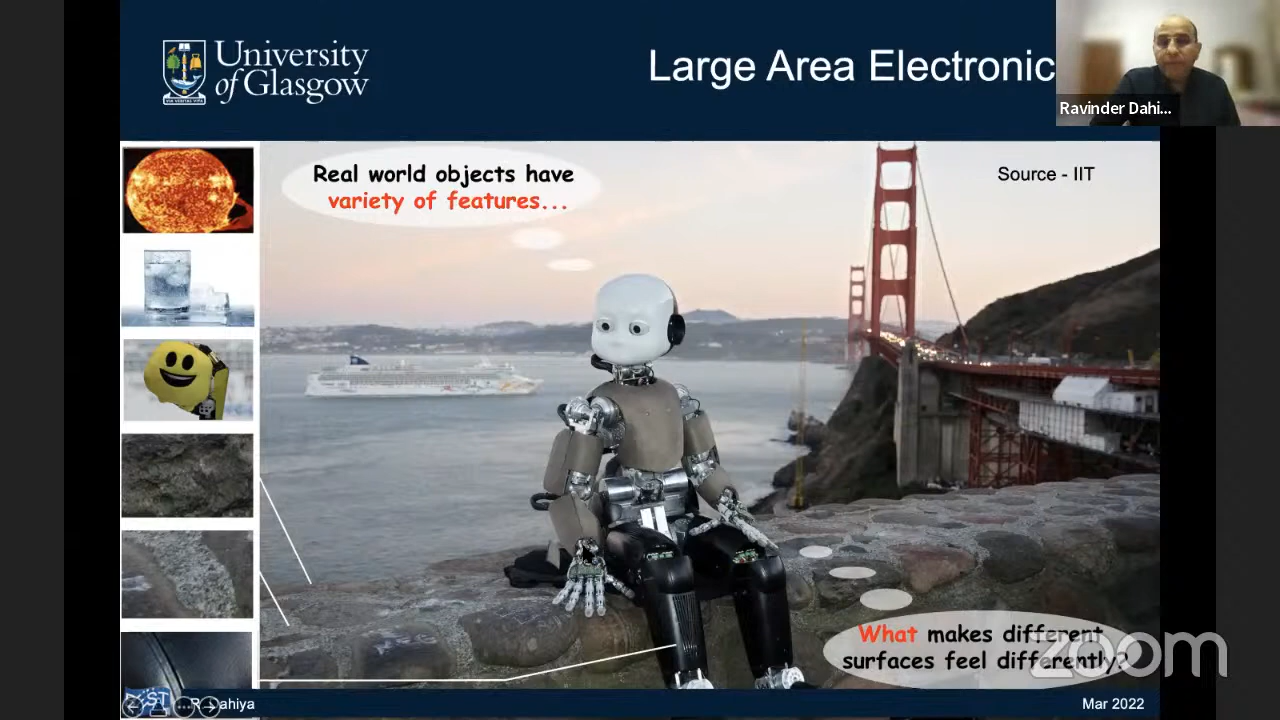 University
of Glasgow
Large Area Electronic
Ravinder Dahi...
Real world objects have
variety of features...
Source - IIT
What makes different
surfaces feel differently?
zoom
Mar 2022